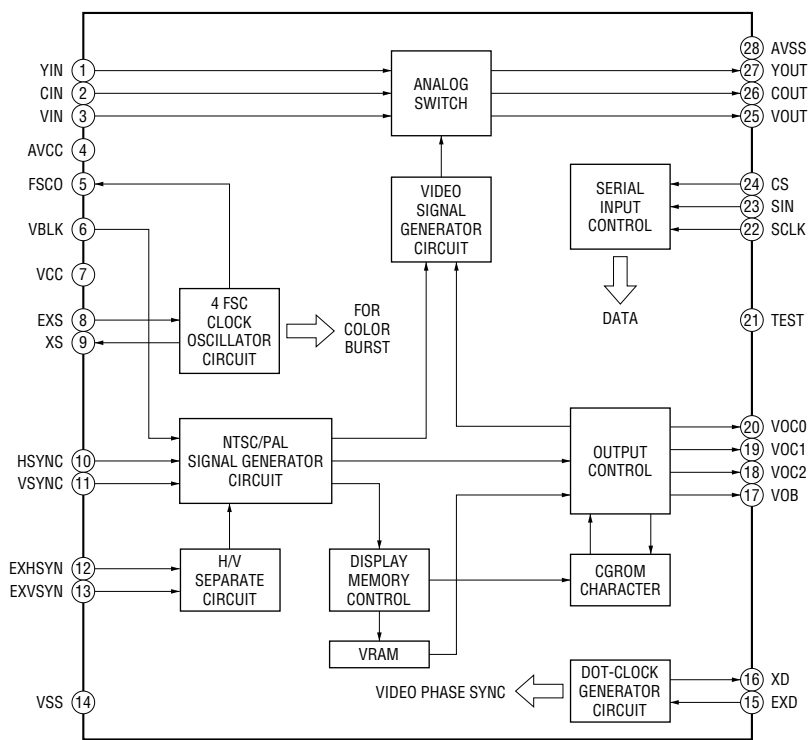 YIN 1
CIN 2
VIN 3
AVCC 4
FSCO 5
VBLK 6
VCC 7
EXS 8
XS 9
HSYNC 10
VSYNC 11
EXHSYN 12
EXVSYN 13
VSS 14
ANALOG
SWITCH
VIDEO
SIGNAL
GENERATOR
CIRCUIT
SERIAL
INPUT
CONTROL
DATA
4 FSC
CLOCK
OSCILLATOR
CIRCUIT
FOR
COLOR
BURST
NTSC/PAL
SIGNAL GENERATOR
CIRCUIT
OUTPUT
CONTROL
H/V
SEPARATE
CIRCUIT
DISPLAY
MEMORY
CONTROL
CGROM
CHARACTER
VRAM
VIDEO PHASE SYNC
DOT-CLOCK
GENERATOR
CIRCUIT
28 AVSS
27 YOUT
26 COUT
25 VOUT
24 CS
23 SIN
22 SCLK
21 TEST
20 VOC0
19 VOC1
18 VOC2
17 VOB
16 XD
15 EXD